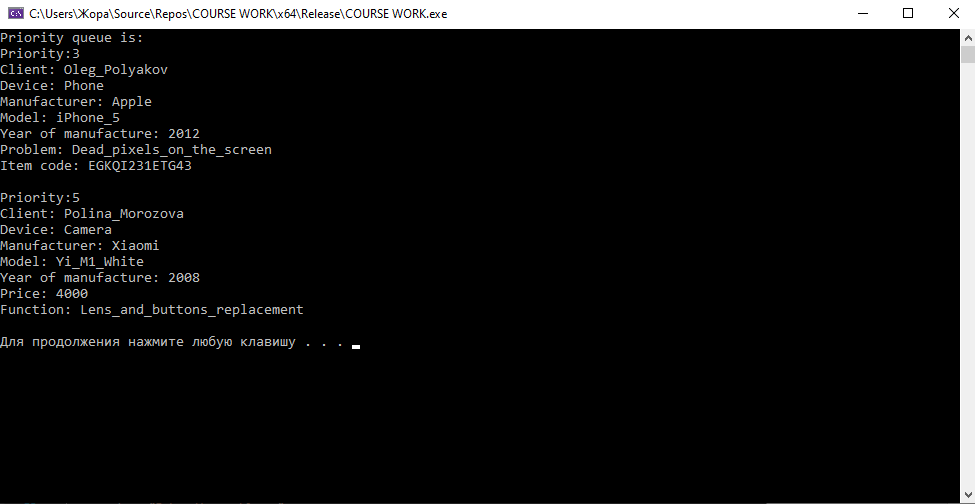 C:\Users\Жора\Source\Repos\COURSE WORK\x64\Release\COURSE WORK.exe
Priority queue is:
Priority:3
Client: Oleg_Polyakov
Device: Phone
Manufacturer: Apple
Model: iPhone_5
Year of manufacture: 2012
Problem: Dead_pixels_on_the_screen
Item code: EGKQI231ETG43
Priority:5
Client: Polina_Morozova
Device: Camera
Manufacturer: Xiaomi
Model: Yi_M1_White
Year of manufacture: 2008
Price: 4000
Function: Lens_and_buttons_replacement
Для продолжения нажмите любую клавишу . . .